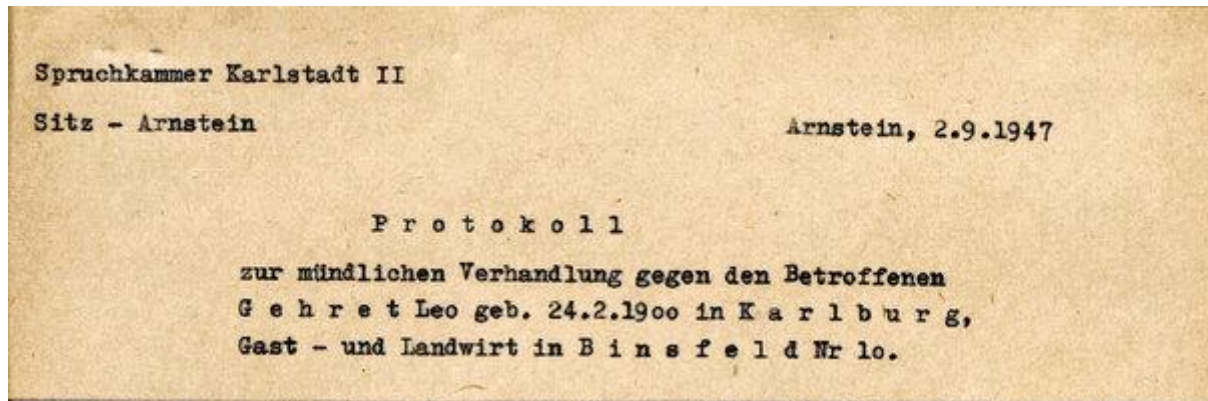 Spruchkammer Karlstadt II
Sitz - Arnstein
Arnstein, 2.9.1947
P r o t o k o l l
zur mündlichen Verhandlung gegen den Betroffenen
G e h r e t Leo geb. 24.2.19oo in K a r l b u r g,
Gast - und Landwirt in B i n s f e l d Nr lo.